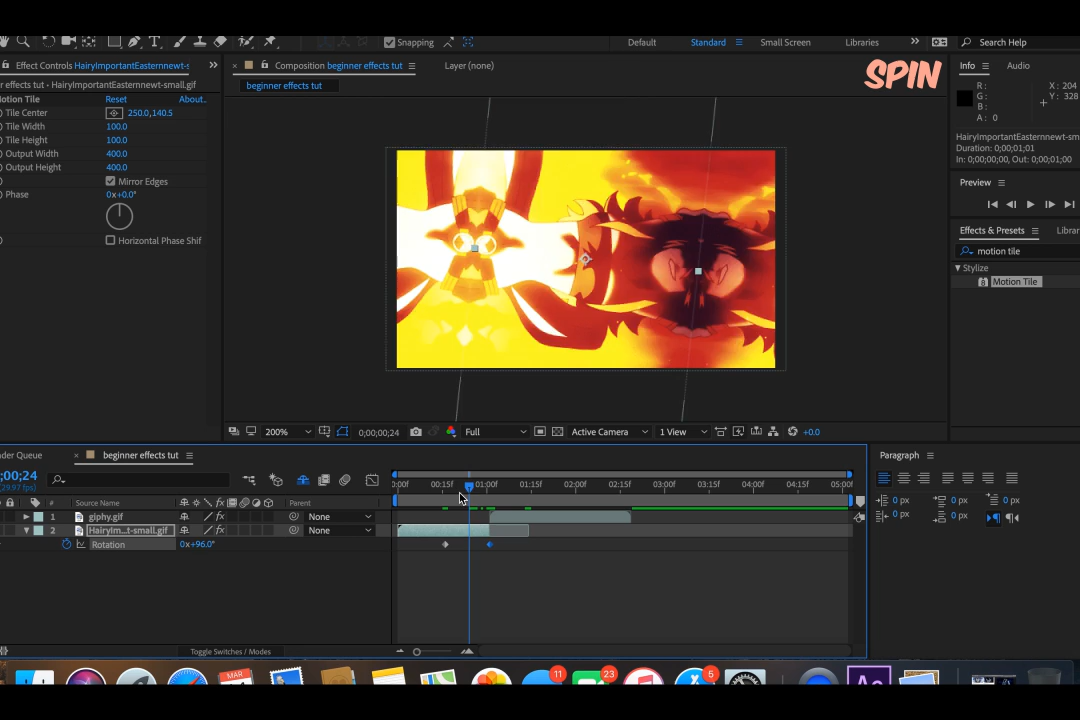 Snapping
Default
Standard
Small Screen
Libraries
Search Help
Effect Controls HairyImportantEasternnewt-s
Composition beginner effects tut
Layer (none)
SPIN
Info
Audio
r effects tut • HairyImportantEasternnewt-small.gif
beginner effects tut
otion Tile
Reset
About..
Tile Center
250.0,140.5
Tile Width
100.0
Tile Height
100.0
Output Width
400.0
Output Height
400.0
Mirror Edges
Phase
0x+0.0°
Horizontal Phase Shif
R :
G :
B :
A : 0
X : 204
Y : 328
HairyImportantEasternnewt-sm
Duration: 0;00;01;01
In: 0;00;00;00, Out: 0;00;01;00
Preview
Effects & Presets
Librar
motion tile
Stylize
Motion Tile
200%
0;00;00;24
Full
Active Camera
1 View
+0.0
der Queue
beginner effects tut
Paragraph
;00;24
(29.97 fps)
0:00f
00:15f
01:00f
01:15f
02:00f
02:15f
03:00f
03:15f
04:00f
04:15f
05:00f
#
Source Name
Parent
1
giphy.gif
None
2
HairyIm...t-small.gif
None
Rotation
0x+96.0°
0 px
0 px
0 px
0 px
0 px
Toggle Switches / Modes
MAR
11
23
5
Ae